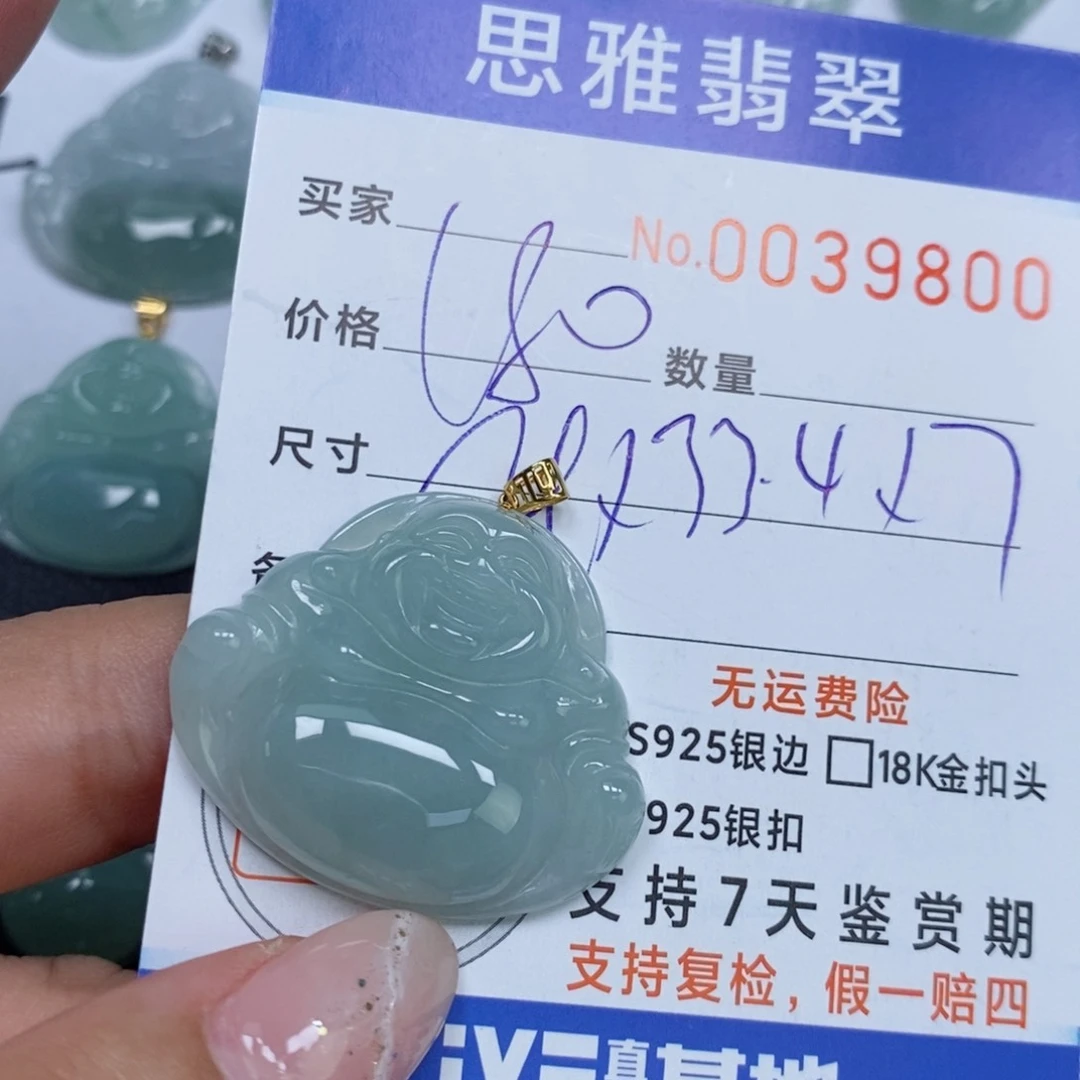 思雅翡翠
买家
No.0039800
价格 680 数量
尺寸 x33.4x7
无运费险
S925银边 □18K金扣头
925银扣
支持7天鉴赏期
支持复检，假一赔四